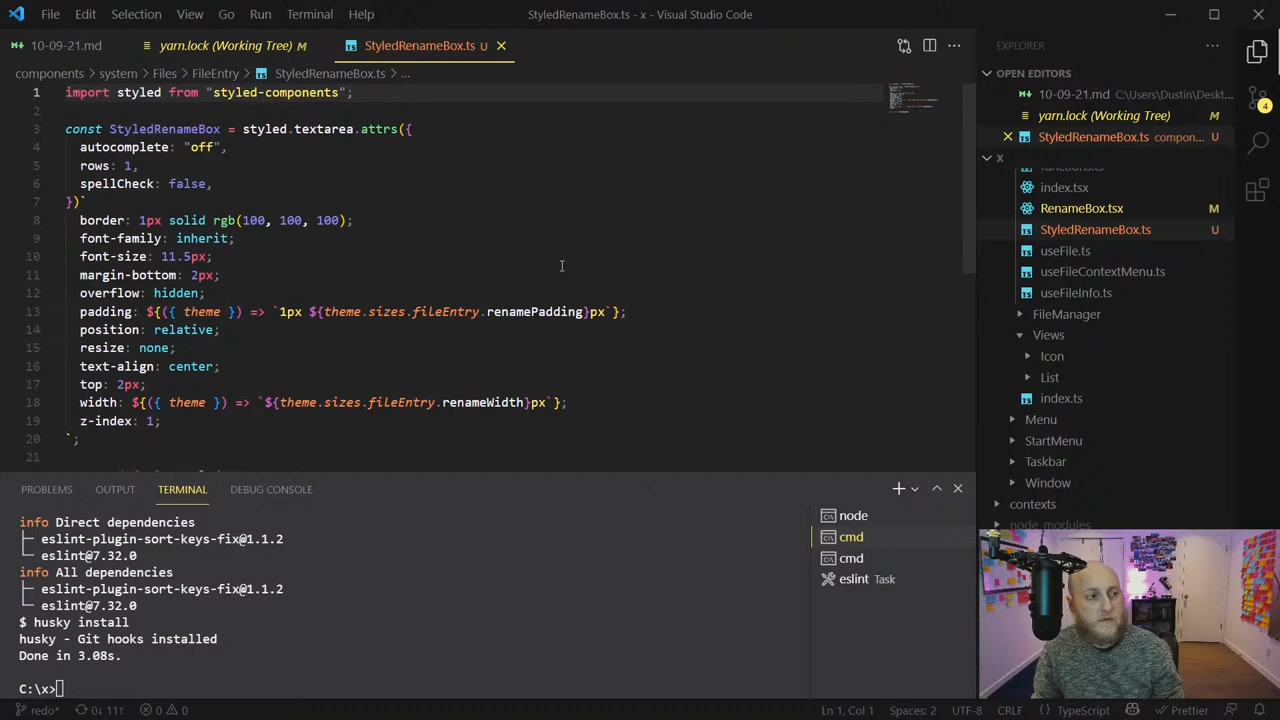 File Edit Selection View Go Run Terminal Help
StyledRenameBox.ts - x - Visual Studio Code
10-09-21.md
yarn.lock (Working Tree) M
StyledRenameBox.ts U
components > system > Files > FileEntry > StyledRenameBox.ts > ...
1 import styled from "styled-components";
2
3 const StyledRenameBox = styled.textarea.attrs({
4 autocomplete: "off",
5 rows: 1,
6 spellCheck: false,
7 })`
8 border: 1px solid rgb(100, 100, 100);
9 font-family: inherit;
10 font-size: 11.5px;
11 margin-bottom: 2px;
12 overflow: hidden;
13 padding: ${({ theme }) => `1px ${theme.sizes.fileEntry.renamePadding}px`};
14 position: relative;
15 resize: none;
16 text-align: center;
17 top: 2px;
18 width: ${({ theme }) => `${theme.sizes.fileEntry.renameWidth}px`};
19 z-index: 1;
20 `;
21
PROBLEMS OUTPUT TERMINAL DEBUG CONSOLE
info Direct dependencies
├─ eslint-plugin-sort-keys-fix@1.1.2
└─ eslint@7.32.0
info All dependencies
├─ eslint-plugin-sort-keys-fix@1.1.2
└─ eslint@7.32.0
$ husky install
husky - Git hooks installed
Done in 3.08s.
C:\x>
node
cmd
cmd
eslint Task
EXPLORER
OPEN EDITORS
10-09-21.md C:\Users\Dustin\Deskt...
yarn.lock (Working Tree) M
StyledRenameBox.ts compon... U
X
functions.ts
index.tsx
RenameBox.tsx M
StyledRenameBox.ts U
useFile.ts
useFileContextMenu.ts
useFileInfo.ts
FileManager
Views
Icon
List
index.ts
Menu
StartMenu
Taskbar
Window
contexts
node_modules
4
redo* 0↓ 11↑ 0 0
Ln 1, Col 1 Spaces: 2 UTF-8 CRLF {} TypeScript Prettier